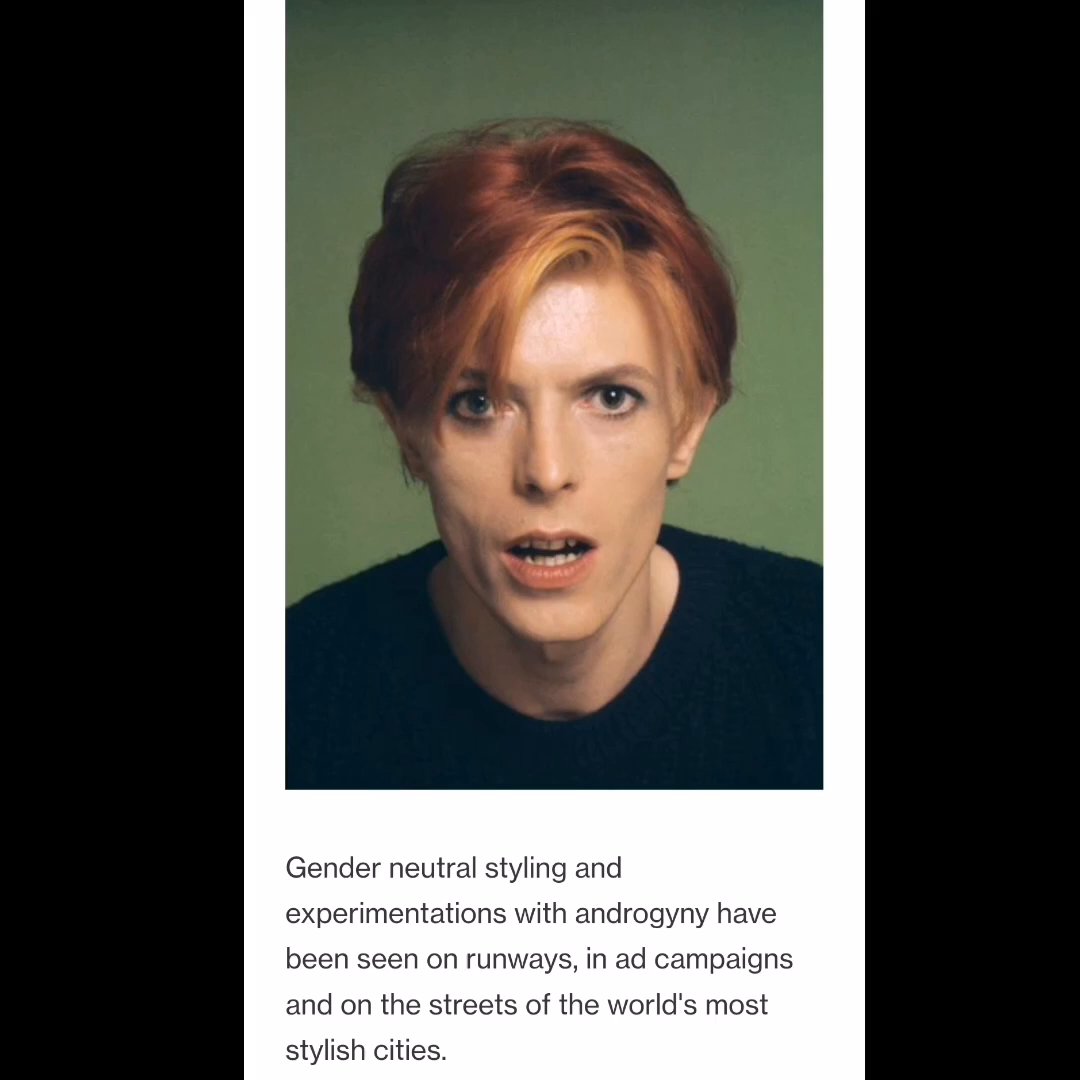 Gender neutral styling and
experimentations with androgyny have
been seen on runways, in ad campaigns
and on the streets of the world's most
stylish cities.